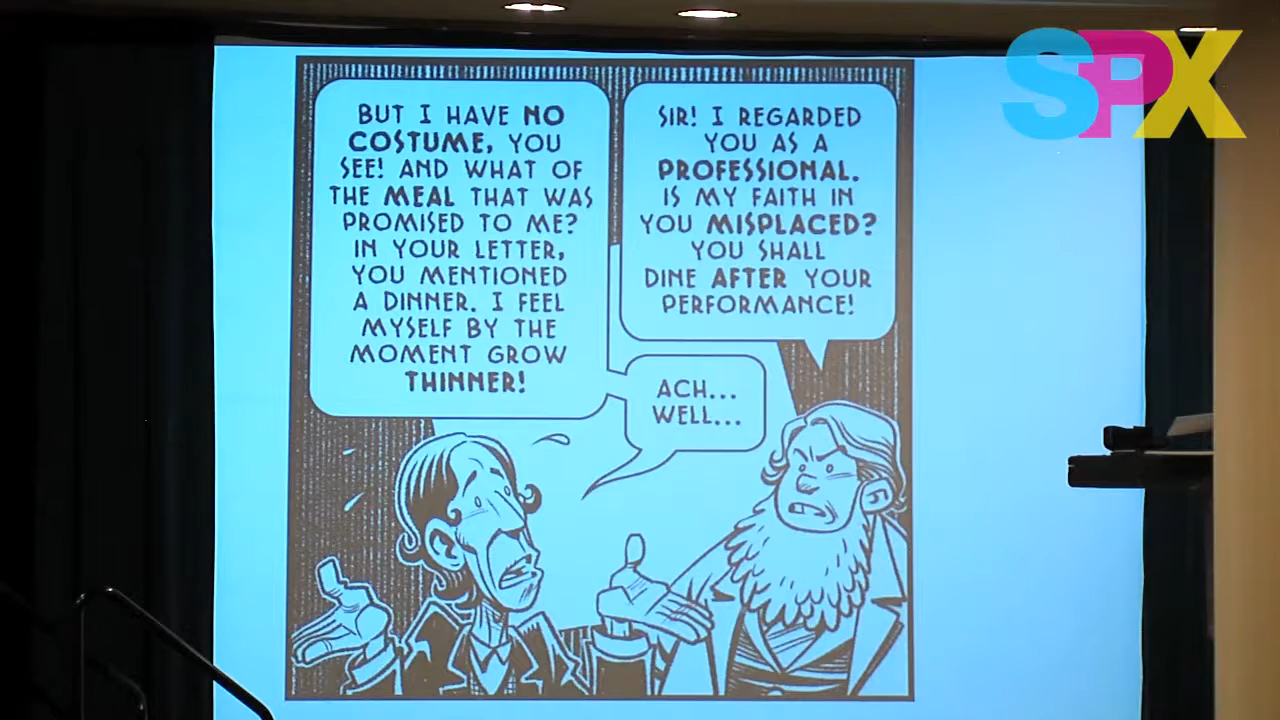 SPX
BUT I HAVE NO
COSTUME, YOU
SEE! AND WHAT OF
THE MEAL THAT WAS
PROMISED TO ME?
IN YOUR LETTER,
YOU MENTIONED
A DINNER. I FEEL
MYSELF BY THE
MOMENT GROW
THINNER!
SIR! I REGARDED
YOU AS A
PROFESSIONAL.
IS MY FAITH IN
YOU MISPLACED?
YOU SHALL
DINE AFTER YOUR
PERFORMANCE!
ACH...
WELL...